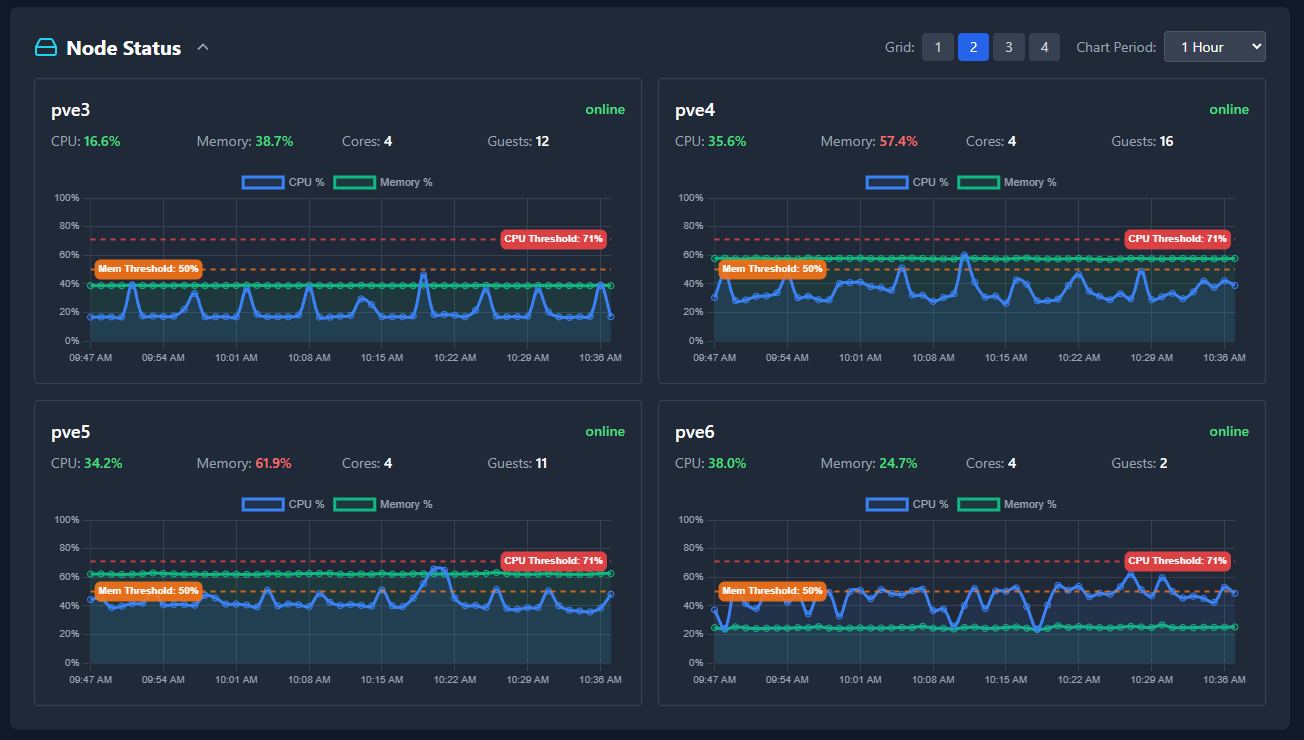 Node Status
Grid: 1 2 3 4 Chart Period: 1 Hour
pve3 online
CPU: 16.6% Memory: 38.7% Cores: 4 Guests: 12
CPU % Memory %
100%
80%
CPU Threshold: 71%
60%
Mem Threshold: 50%
40%
20%
0%
09:47 AM 09:54 AM 10:01 AM 10:08 AM 10:15 AM 10:22 AM 10:29 AM 10:36 AM
pve4 online
CPU: 35.6% Memory: 57.4% Cores: 4 Guests: 16
CPU % Memory %
100%
80%
CPU Threshold: 71%
60%
Mem Threshold: 50%
40%
20%
0%
09:47 AM 09:54 AM 10:01 AM 10:08 AM 10:15 AM 10:22 AM 10:29 AM 10:36 AM
pve5 online
CPU: 34.2% Memory: 61.9% Cores: 4 Guests: 11
CPU % Memory %
100%
80%
CPU Threshold: 71%
60%
Mem Threshold: 50%
40%
20%
0%
09:47 AM 09:54 AM 10:01 AM 10:08 AM 10:15 AM 10:22 AM 10:29 AM 10:36 AM
pve6 online
CPU: 38.0% Memory: 24.7% Cores: 4 Guests: 2
CPU % Memory %
100%
80%
CPU Threshold: 71%
60%
Mem Threshold: 50%
40%
20%
0%
09:47 AM 09:54 AM 10:01 AM 10:08 AM 10:15 AM 10:22 AM 10:29 AM 10:36 AM